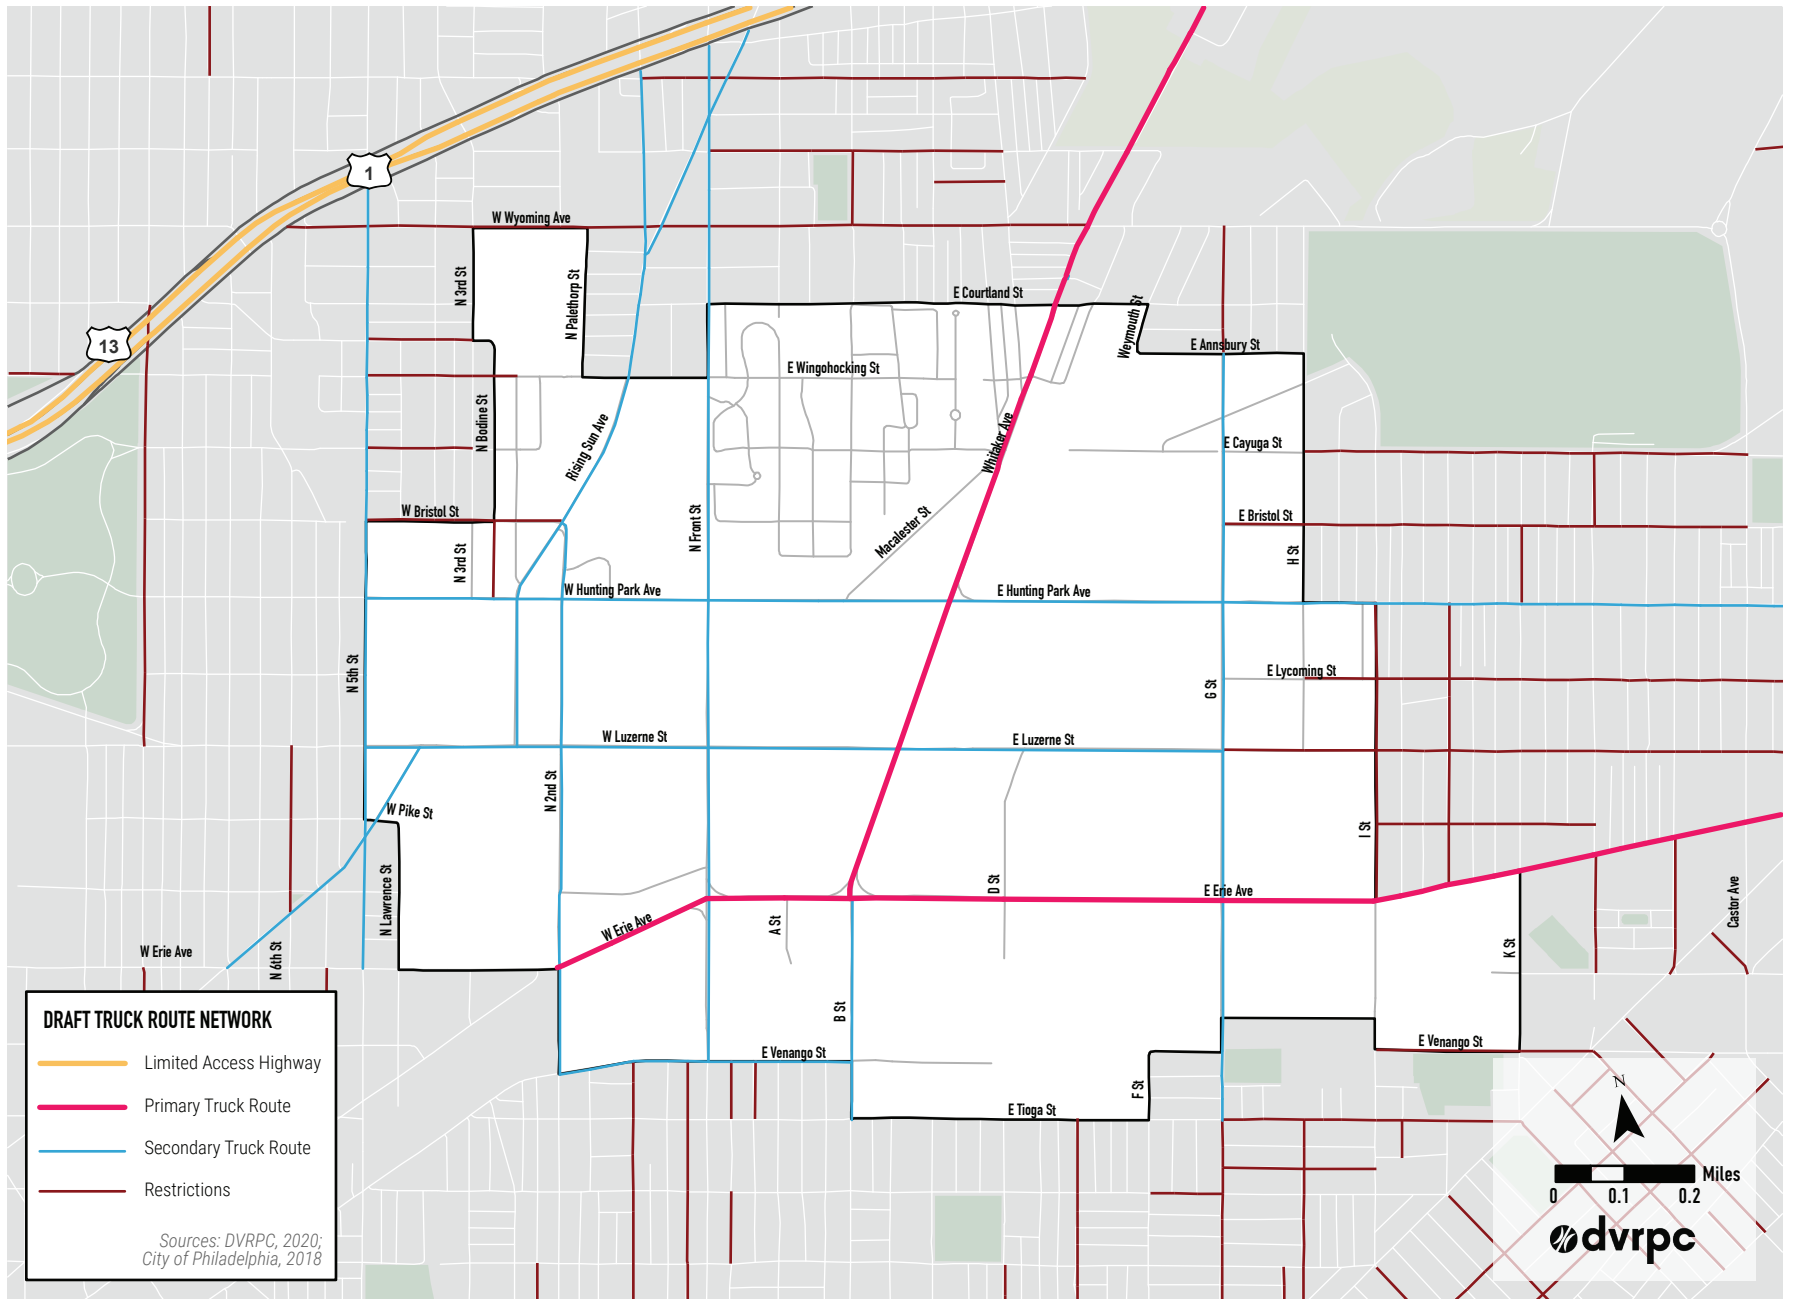 1
W Wyoming Ave
N 3rd St
N Palethorp St
E Courtland St
Weymouth St
13
E Annsbury St
E Wingohocking St
N Bodine St
Rising Sun Ave
Whitaker Ave
E Cayuga St
W Bristol St
N Front St
Macalester St
E Bristol St
N 3rd St
H St
W Hunting Park Ave
E Hunting Park Ave
N 5th St
E Lycoming St
G St
W Luzerne St
E Luzerne St
N 2nd St
W Pike St
I St
N Lawrence St
D St
E Erie Ave
Castor Ave
A St
W Erie Ave
K St
W Erie Ave
N 6th St
B St
E Venango St
E Venango St
F St
E Tioga St
DRAFT TRUCK ROUTE NETWORK
Limited Access Highway
Primary Truck Route
Secondary Truck Route
Restrictions
Sources: DVRPC, 2020;
City of Philadelphia, 2018
N
Miles
0 0.1 0.2
dvrpc